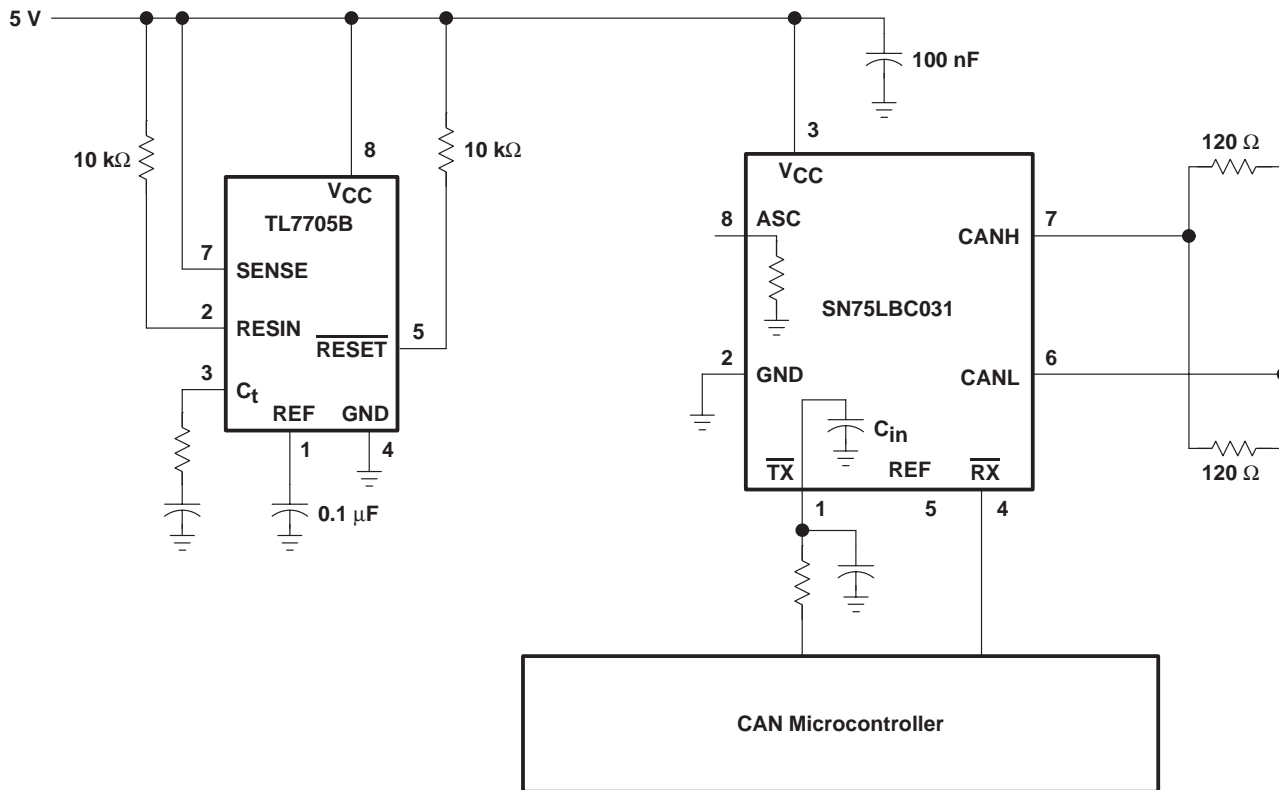 5 V
100 nF
3
10 kΩ
8
10 kΩ
120 Ω
VCC
VCC
TL7705B
8
ASC
7
CANH
7
SENSE
SN75LBC031
2
RESIN
5
RESET
2
GND
6
CANL
3
Ct
REF
GND
Cin
1
4
TX
REF
RX
120 Ω
0.1 μF
1
5
4
CAN Microcontroller